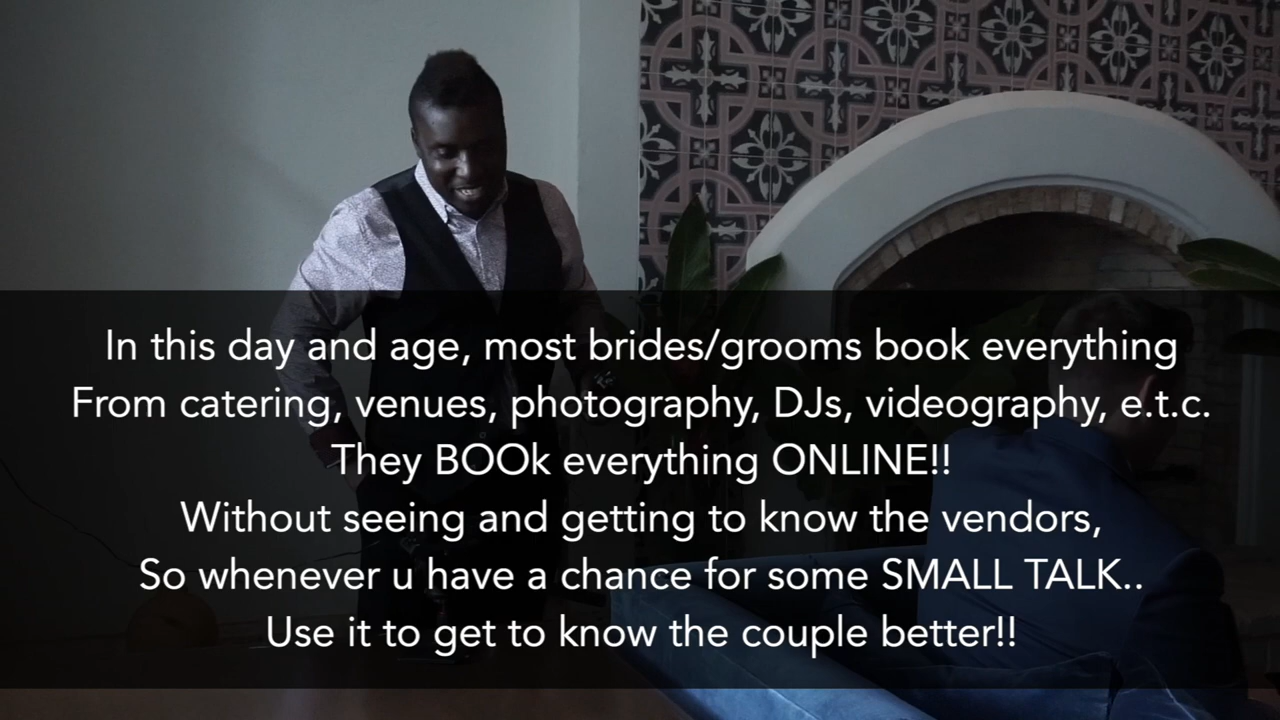 In this day and age, most brides/grooms book everything
From catering, venues, photography, DJs, videography, e.t.c.
They BOOk everything ONLINE!!
Without seeing and getting to know the vendors,
So whenever u have a chance for some SMALL TALK..
Use it to get to know the couple better!!